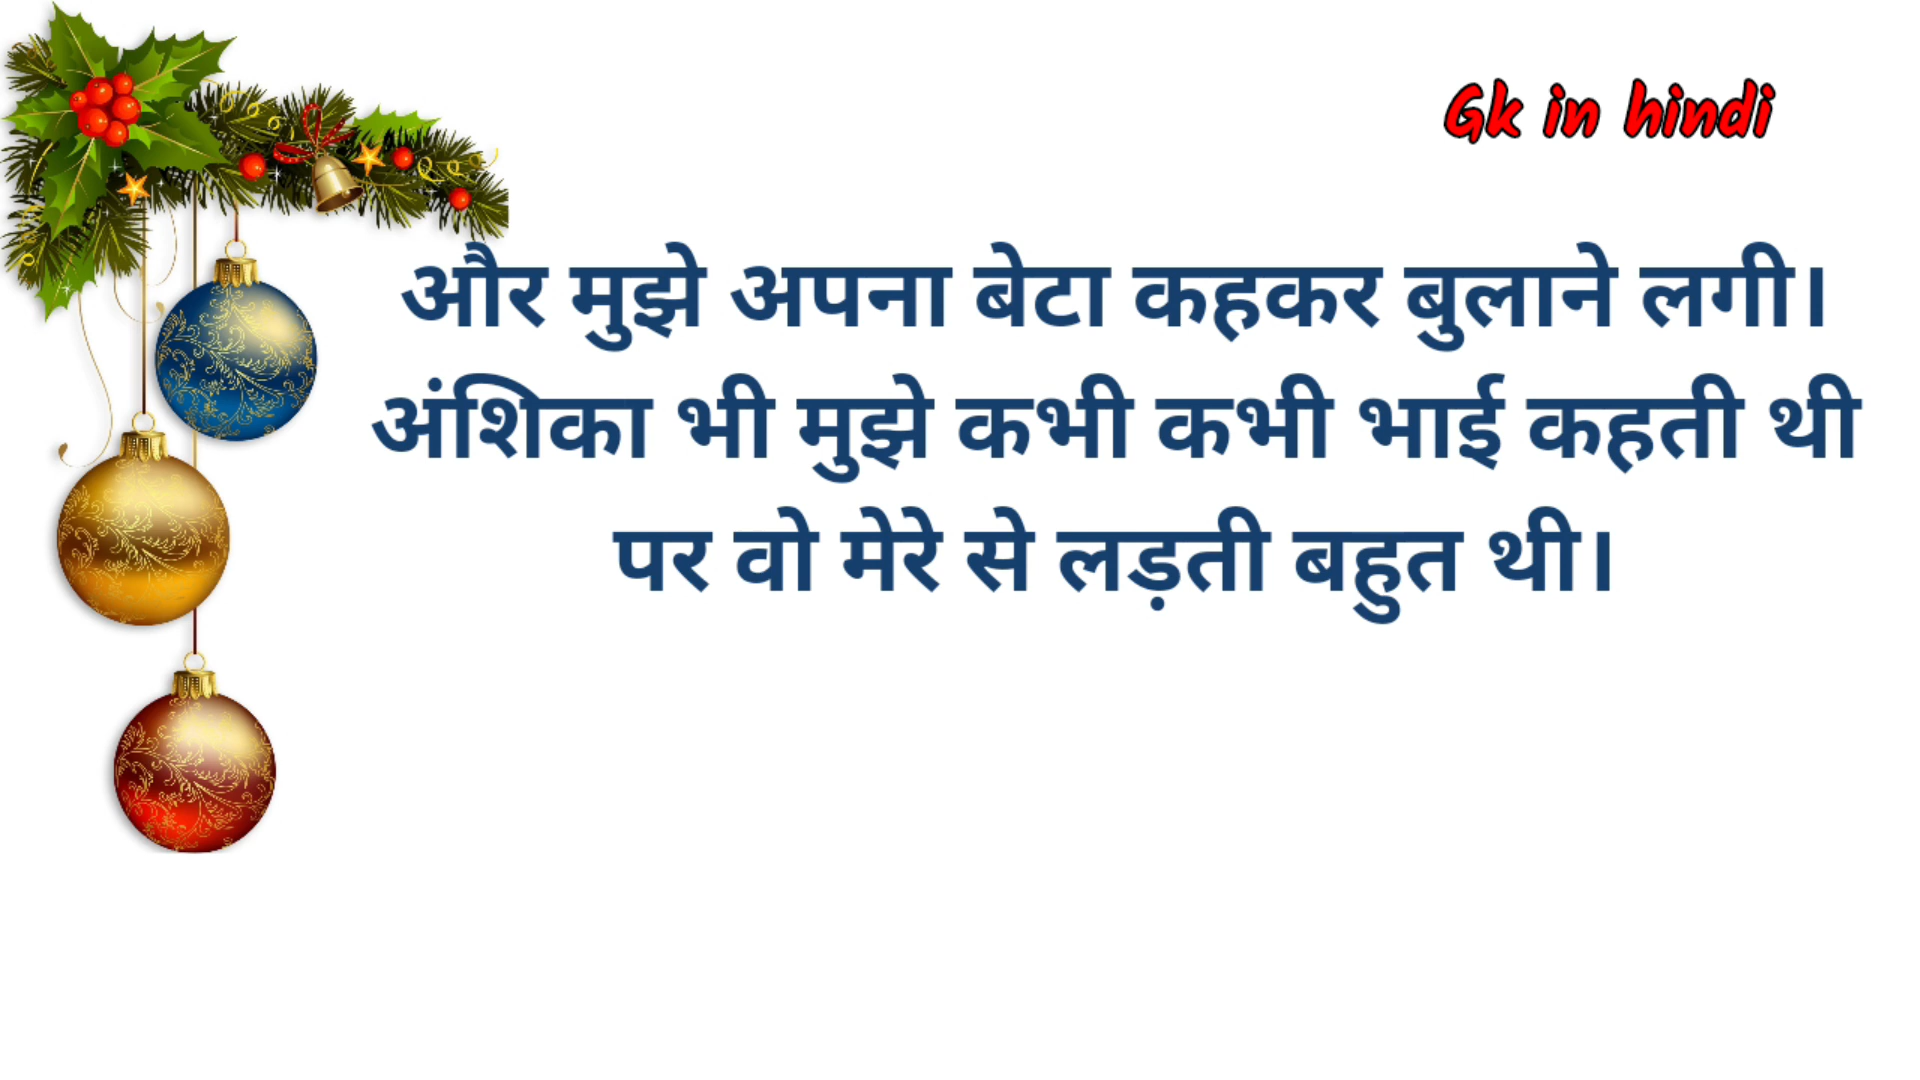 Gk in hindi
और मुझे अपना बेटा कहकर बुलाने लगी।
अंशिका भी मुझे कभी कभी भाई कहती थी
पर वो मेरे से लड़ती बहुत थी।